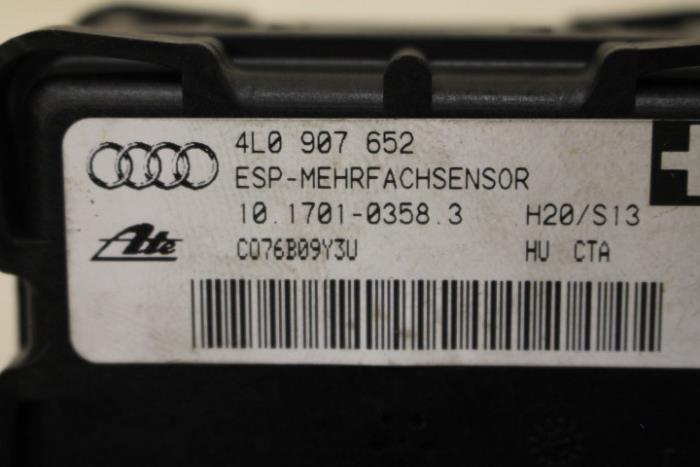 4L0 907 652
ESP-MEHRFACHSENSOR
10.1701-0358.3 H20/S13
Ate C076B09Y3U HU CTA